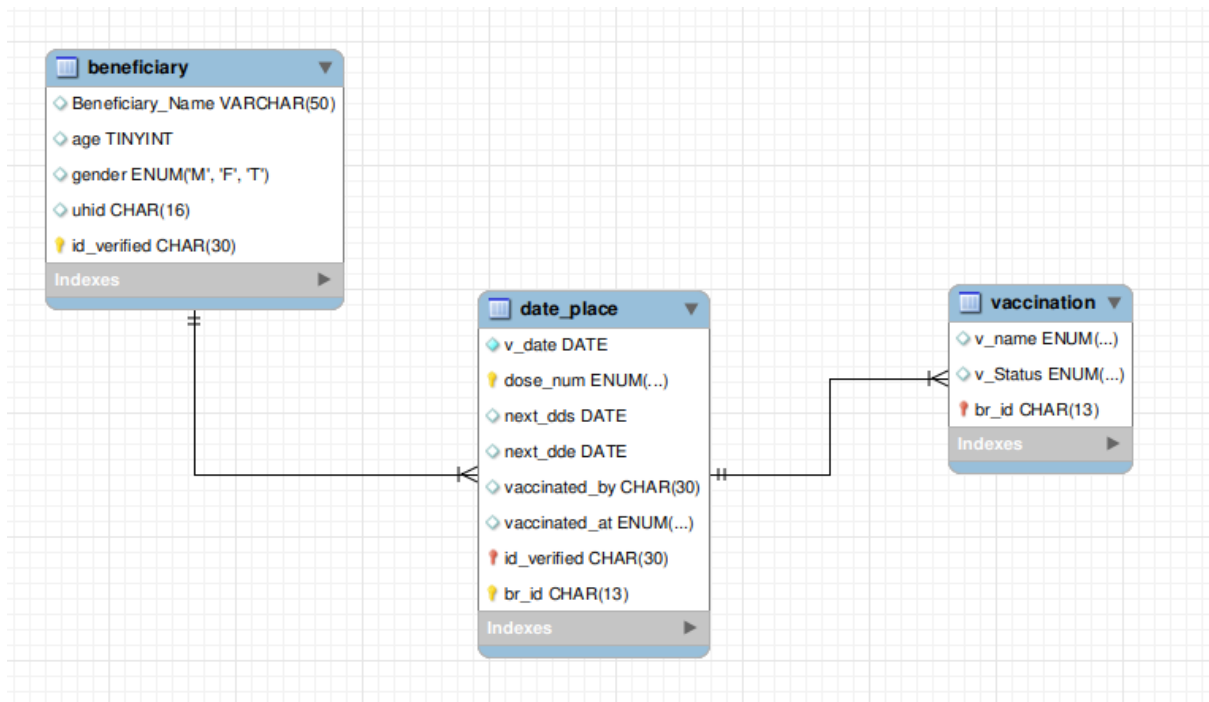 beneficiary
Beneficiary_Name VARCHAR(50)
age TINYINT
gender ENUM('M', 'F', 'T')
uhid CHAR(16)
id_verified CHAR(30)
Indexes
date_place
v_date DATE
dose_num ENUM(...)
next_dds DATE
next_dde DATE
vaccinated_by CHAR(30)
vaccinated_at ENUM(...)
id_verified CHAR(30)
br_id CHAR(13)
Indexes
vaccination
v_name ENUM(...)
v_Status ENUM(...)
br_id CHAR(13)
Indexes